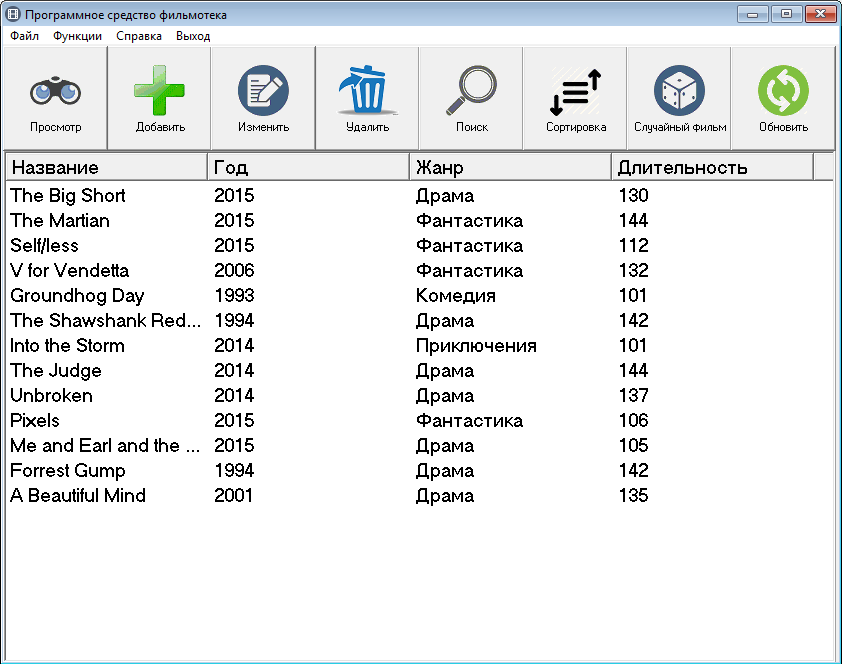 Программное средство фильмотека
Файл Функции Справка Выход
Просмотр Добавить Изменить Удалить Поиск Сортировка Случайный фильм Обновить
Название Год Жанр Длительность
The Big Short 2015 Драма 130
The Martian 2015 Фантастика 144
Self/less 2015 Фантастика 112
V for Vendetta 2006 Фантастика 132
Groundhog Day 1993 Комедия 101
The Shawshank Red... 1994 Драма 142
Into the Storm 2014 Приключения 101
The Judge 2014 Драма 144
Unbroken 2014 Драма 137
Pixels 2015 Фантастика 106
Me and Earl and the ... 2015 Драма 105
Forrest Gump 1994 Драма 142
A Beautiful Mind 2001 Драма 135